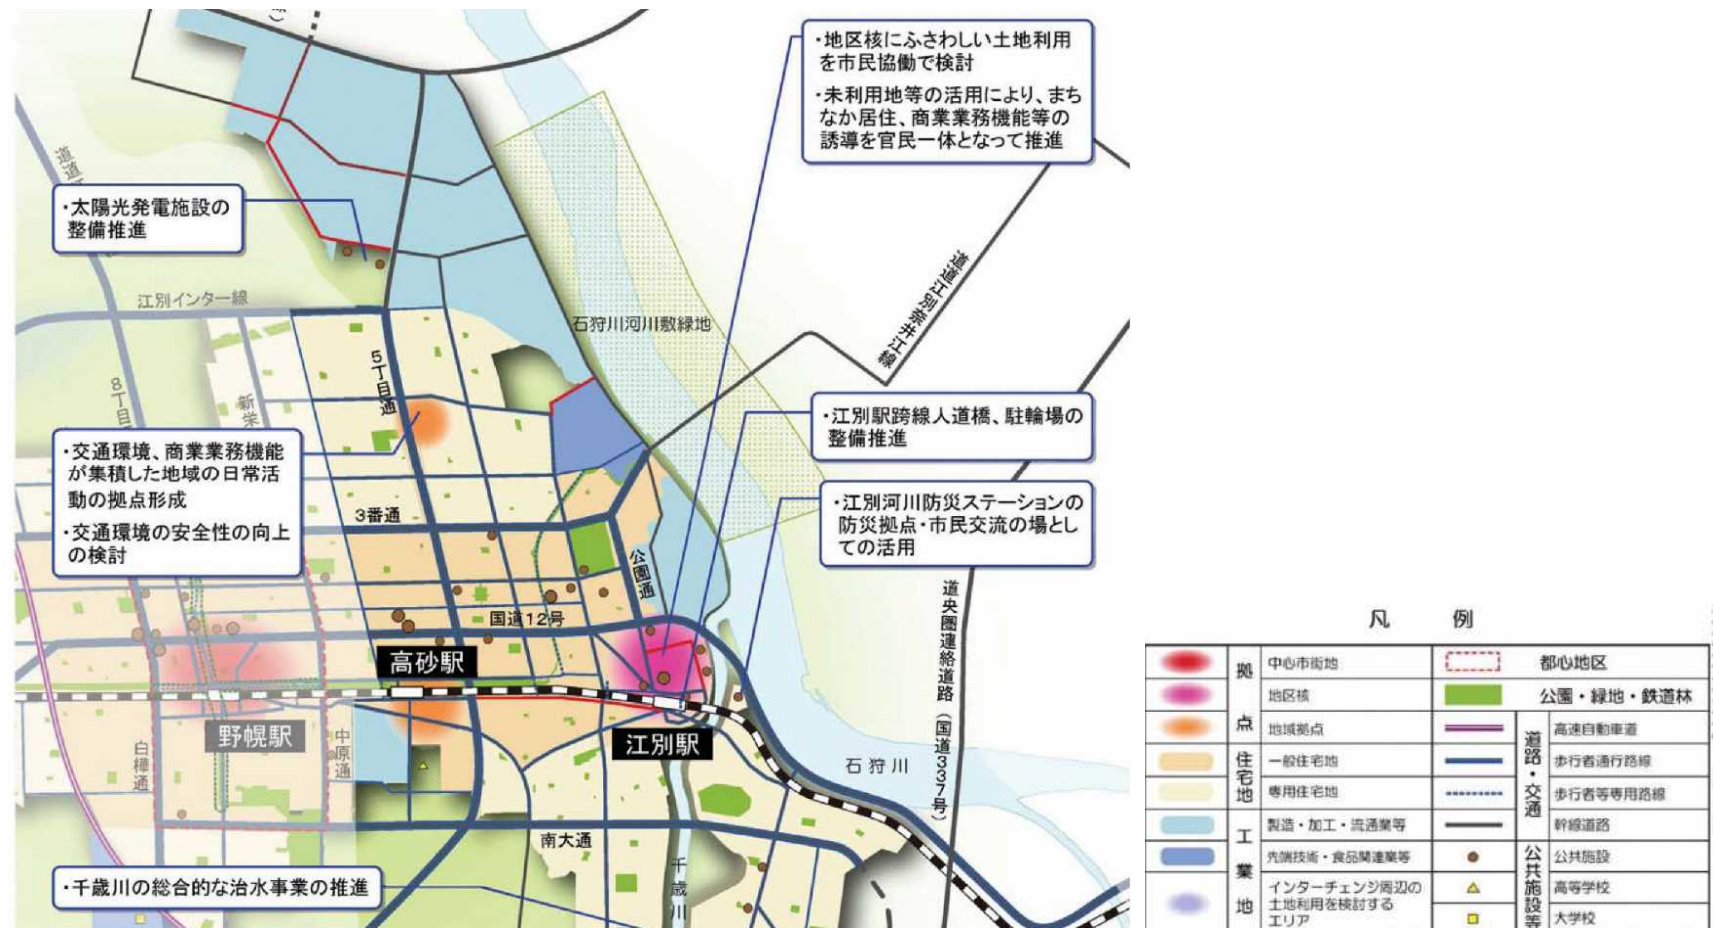 ・地区核にふさわしい土地利用
を市民協働で検討
・未利用地等の活用により、まち
なか居住、商業業務機能等の
誘導を官民一体となって推進
道道
・太陽光発電施設の
整備推進
道道江別奈井江線
江別インター線
石狩川河川敷緑地
5丁目通
8丁目
新栄
・江別駅跨線人道橋、駐輪場の
整備推進
・交通環境、商業業務機能
が集積した地域の日常活
動の拠点形成
・交通環境の安全性の向上
の検討
・江別河川防災ステーションの
防災拠点・市民交流の場とし
ての活用
3番通
公園通
道央圏連絡道路(国道337号)
国道12号
高砂駅
野幌駅
江別駅
白樺通
中原通
石狩川
南大通
千歳川
・千歳川の総合的な治水事業の推進
凡 例
拠点
中心市街地
地区核
地域拠点
住宅地
一般住宅地
専用住宅地
工業地
製造・加工・流通業等
先端技術・食品関連業等
インターチェンジ周辺の
土地利用を検討する
エリア
都心地区
公園・緑地・鉄道林
道路・交通
高速自動車道
歩行者通行路線
歩行者等専用路線
幹線道路
公共施設等
公共施設
高等学校
大学校